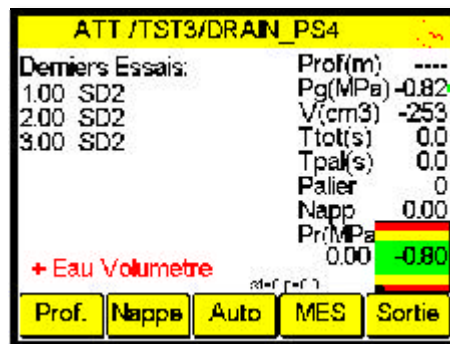 ATT /TST3/DRAIN_PS4
Derniers Essais:
1.00 SD2
2.00 SD2
3.00 SD2
Prof(m) ----
Pg(MPa) -0.82
V(cm3) -253
Ttot(s) 0.0
Tpal(s) 0.0
Palier 0
Napp 0.00
Pr(MPa
0.00 -0.80
+ Eau Volumetre
Prof. Nappe Auto MES Sortie